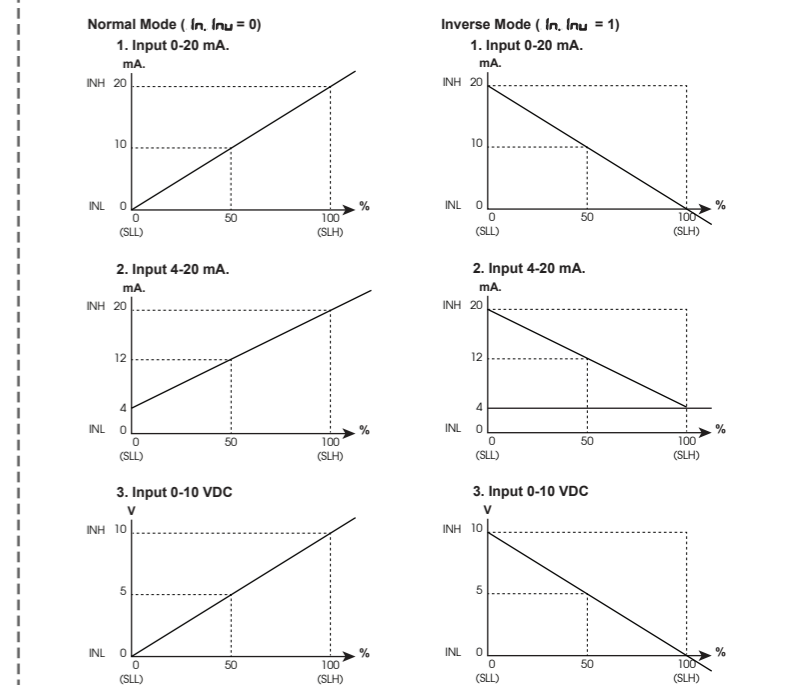 Normal Mode ( In. Inu = 0)
1. Input 0-20 mA.
mA.
INH 20
10
INL 0
0 50 100 %
(SLL) (SLH)
2. Input 4-20 mA.
mA.
INH 20
12
4
INL 0
0 50 100 %
(SLL) (SLH)
3. Input 0-10 VDC
V
INH 10
5
INL 0
0 50 100 %
(SLL) (SLH)
Inverse Mode ( In. Inu = 1)
1. Input 0-20 mA.
mA.
INH 20
10
INL 0
0 50 100 %
(SLL) (SLH)
2. Input 4-20 mA.
mA.
INH 20
12
4
INL 0
0 50 100 %
(SLL) (SLH)
3. Input 0-10 VDC
V
INH 10
5
INL 0
0 50 100 %
(SLL) (SLH)